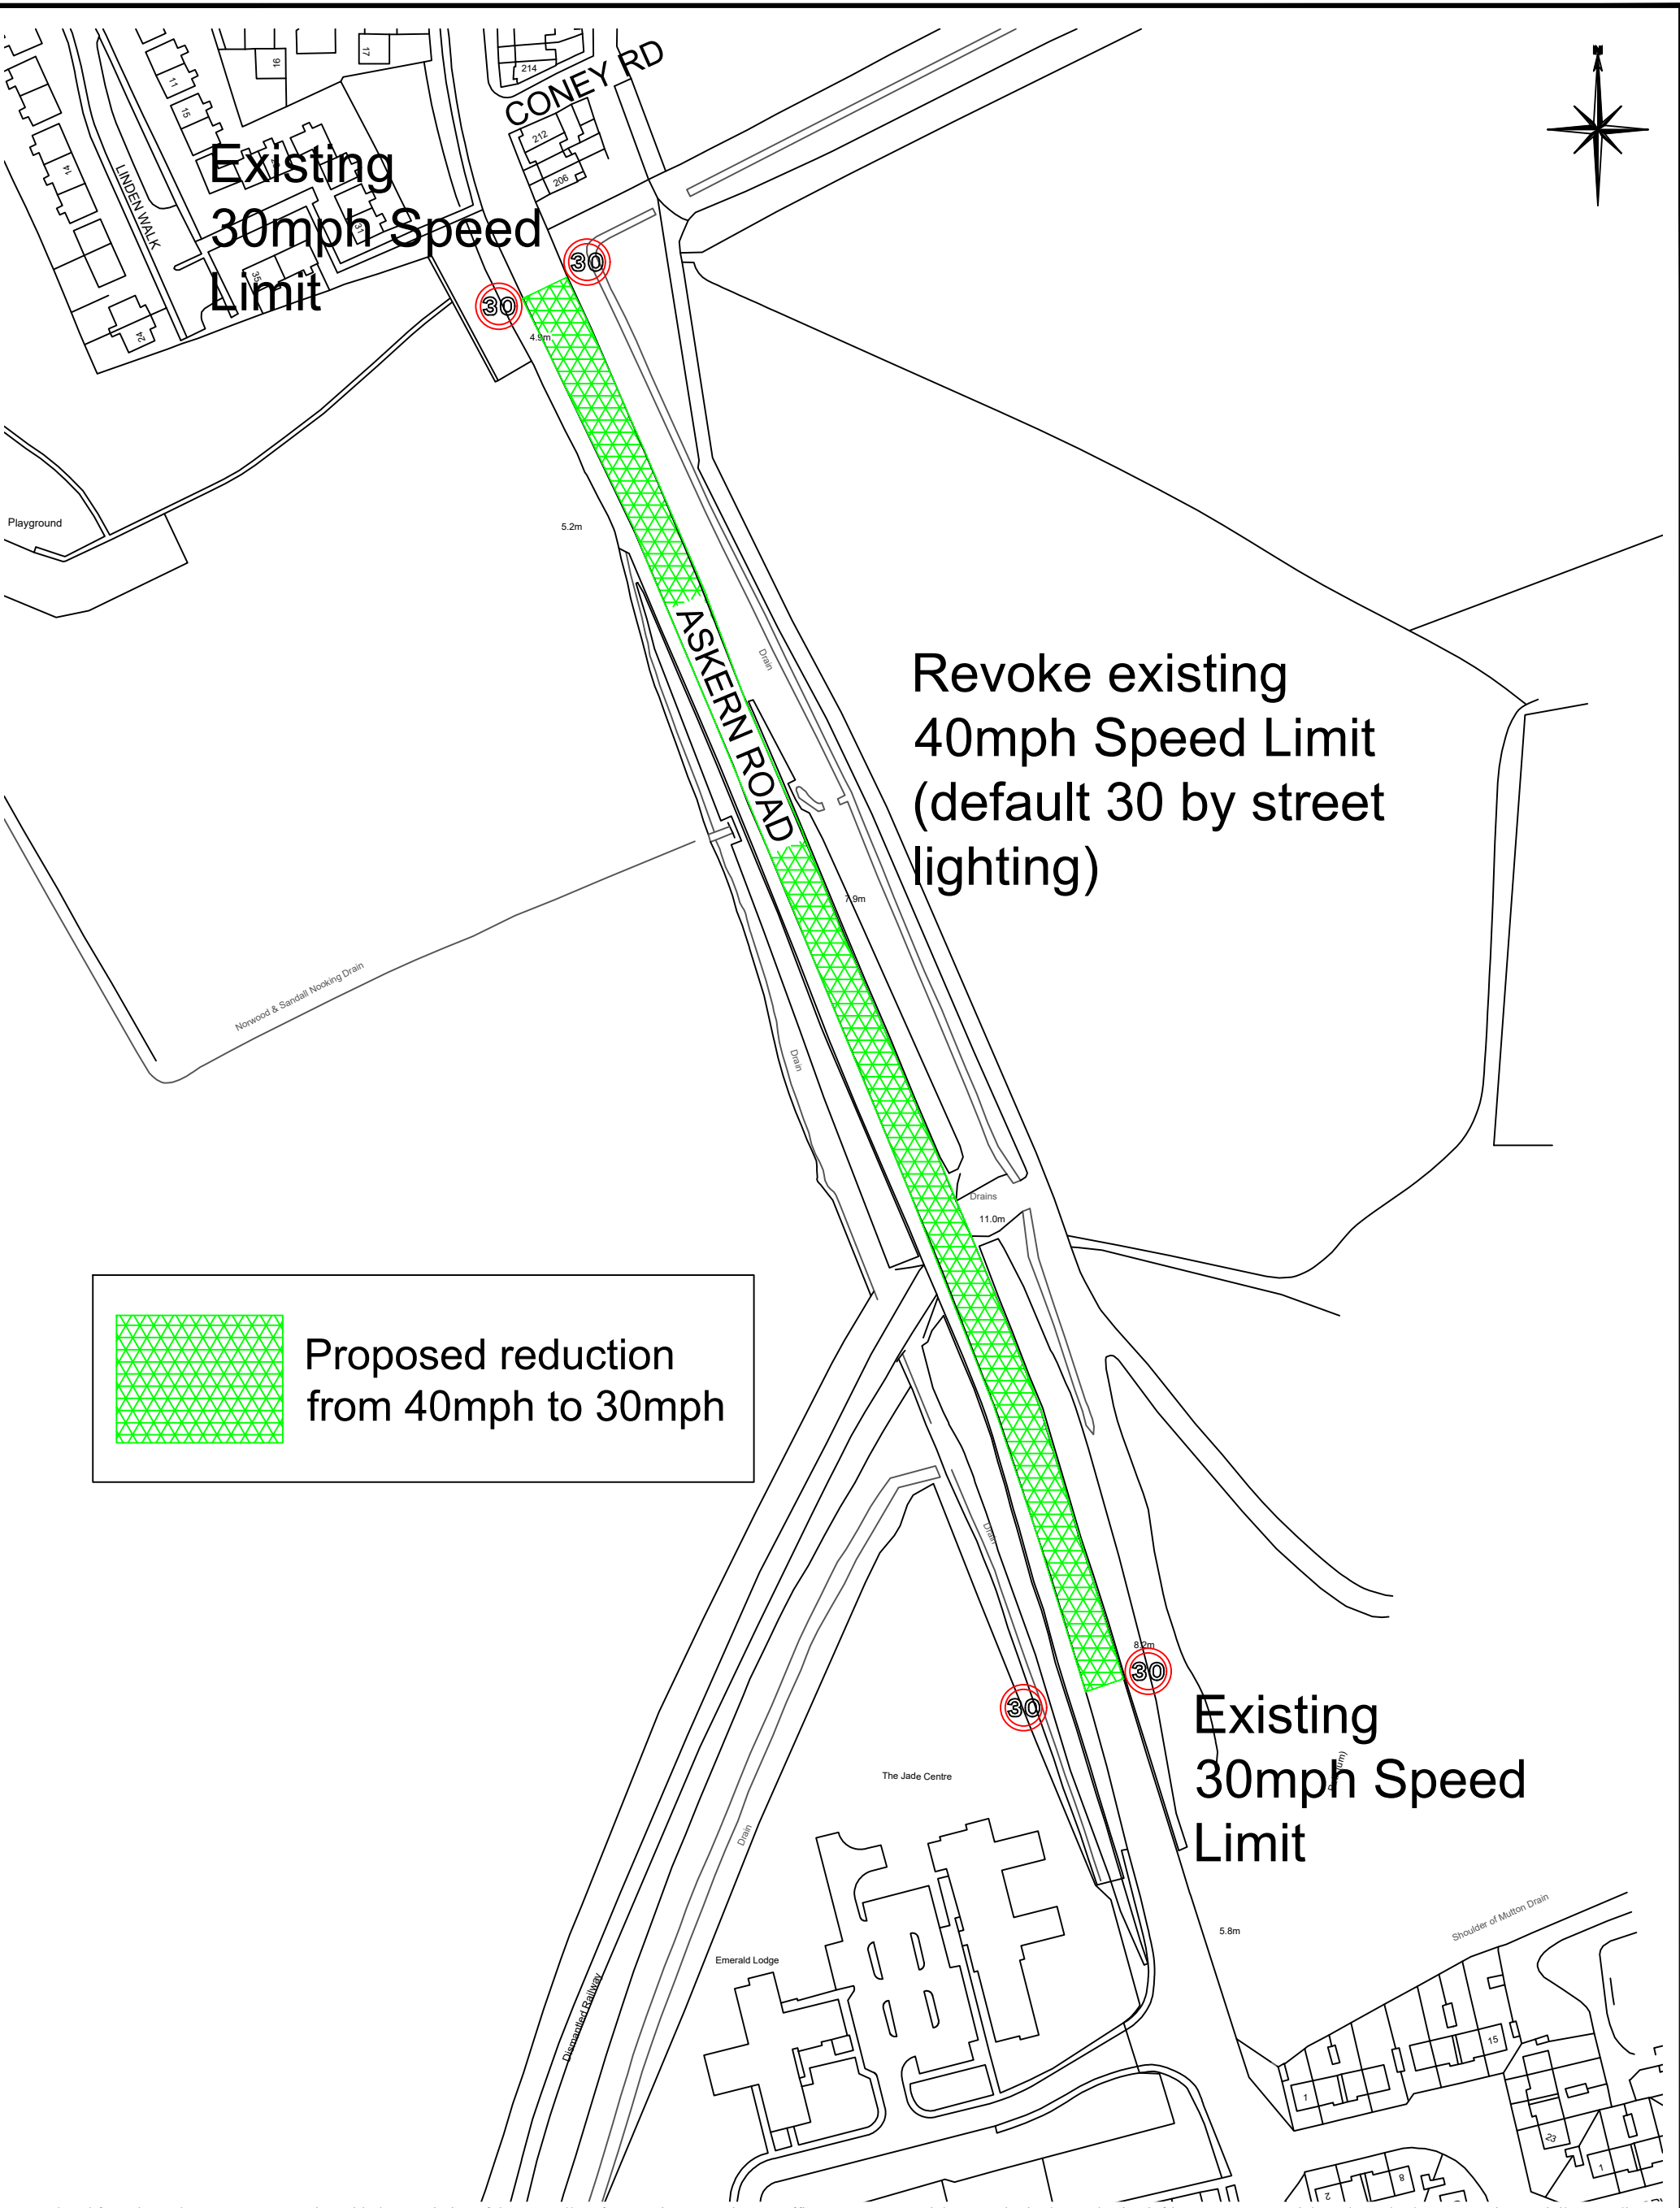 N
17
16
11
15
14
LINDEN WALK
214
CONEY RD
212
206
Existing
30mph Speed
Limit
31
35
24
30
30
4.9m
Playground
5.2m
ASKERN ROAD
Drain
Revoke existing
40mph Speed Limit
(default 30 by street
lighting)
7.9m
Norwood & Sandall Nooking Drain
Drain
Drains
11.0m
Proposed reduction
from 40mph to 30mph
Drain
8.2m
30
30
Existing
30mph Speed
Limit
The Jade Centre
Drain
Emerald Lodge
5.8m
Shoulder of Mutton Drain
Dismantled Railway
15
1
23
1
8
2